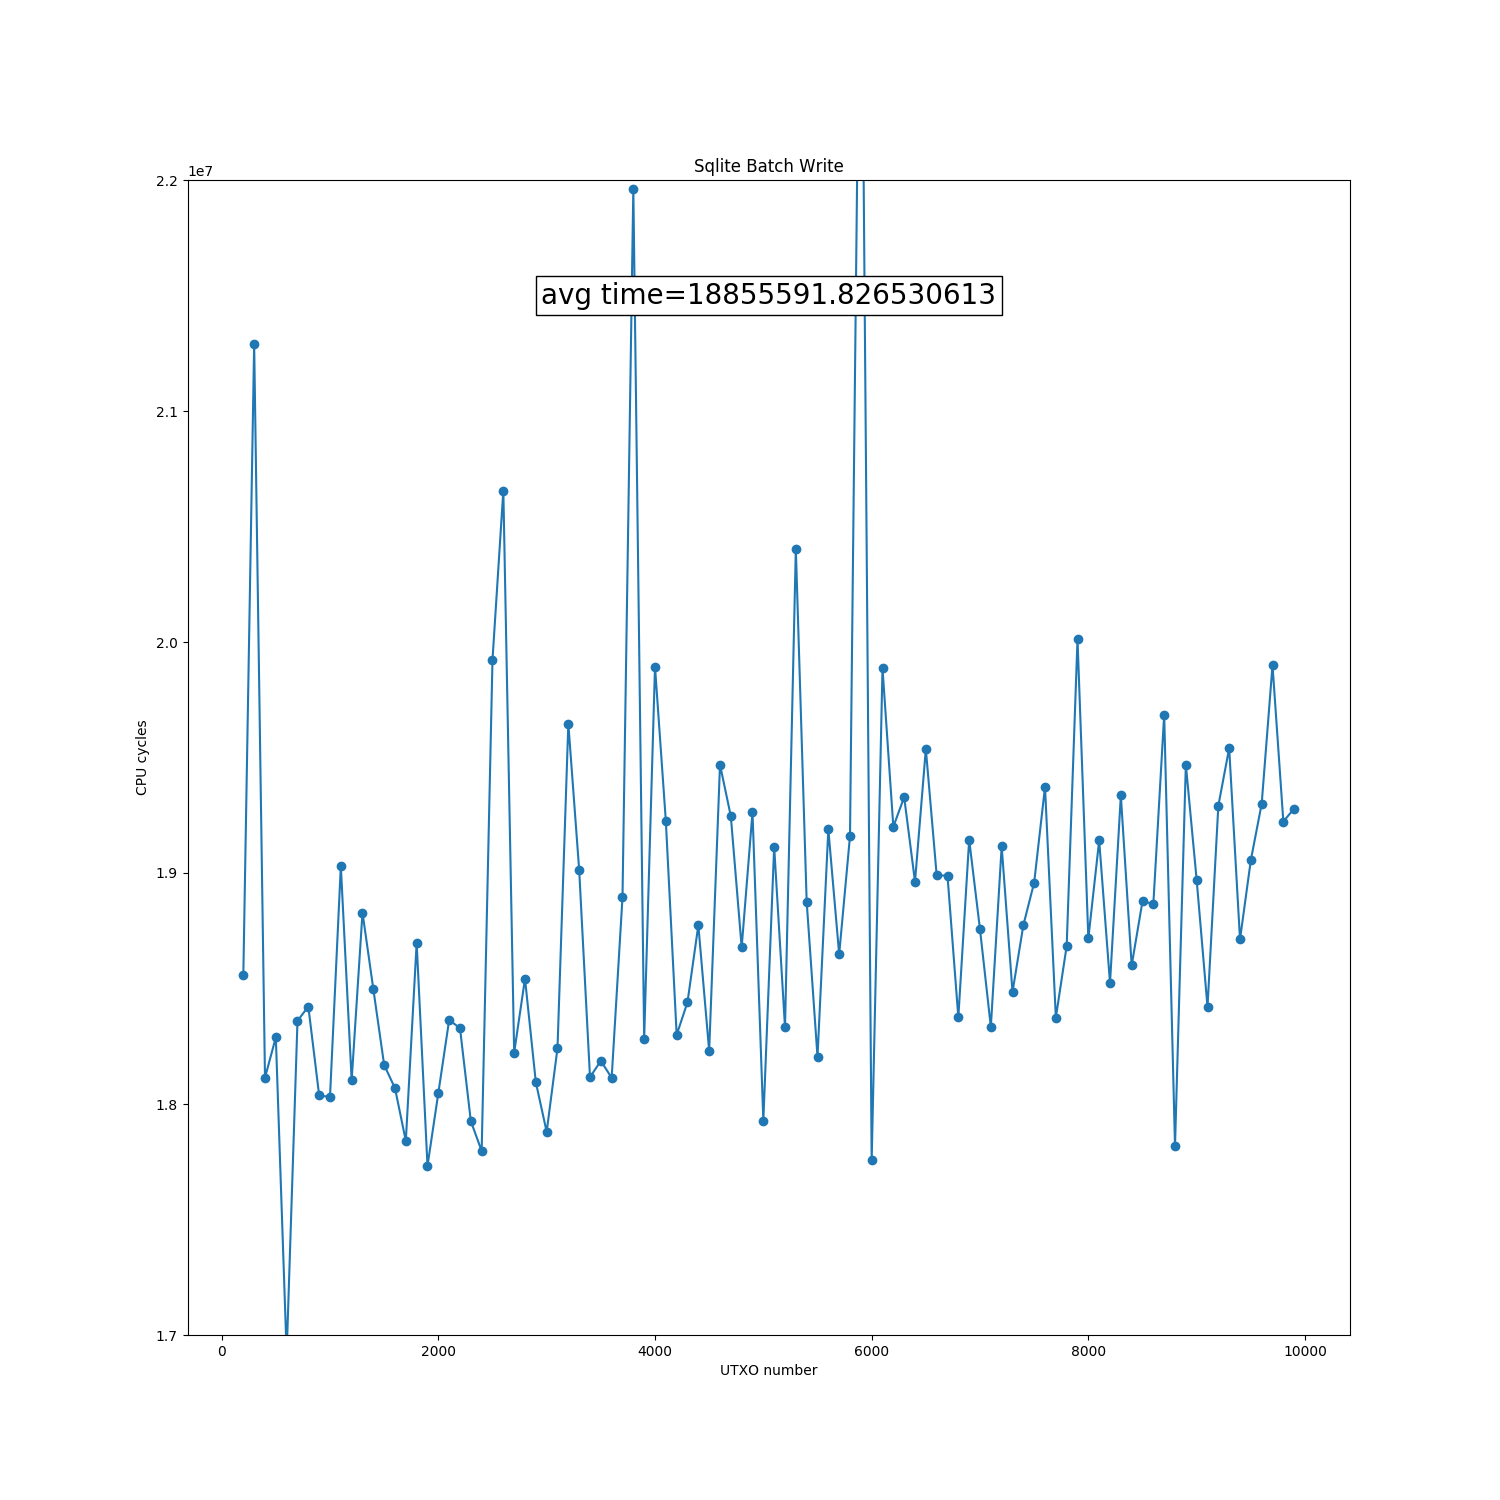 Sqlite Batch Write
1e7
2.2
avg time=18855591.826530613
2.1
2.0
CPU cycles
1.9
1.8
1.7
0 2000 4000 6000 8000 10000
UTXO number